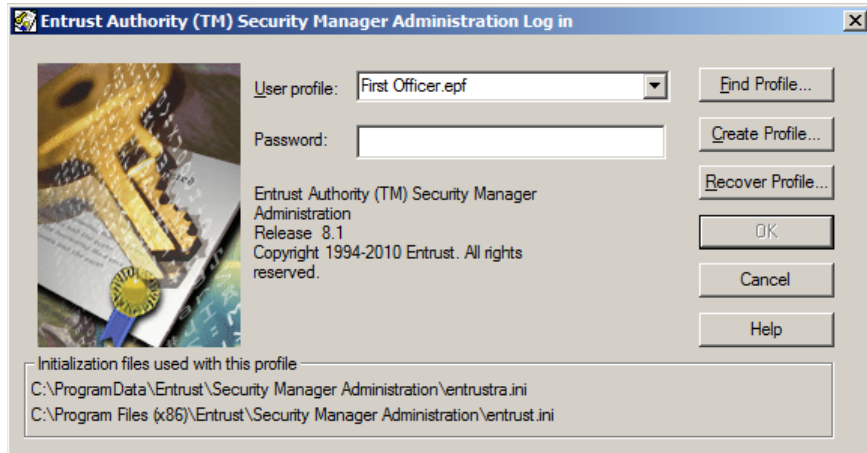 Entrust Authority (TM) Security Manager Administration Log in
User profile: First Officer.epf
Find Profile...
Password:
Create Profile...
Recover Profile...
Entrust Authority (TM) Security Manager
Administration
Release 8.1
Copyright 1994-2010 Entrust. All rights
reserved.
OK
Cancel
Help
Initialization files used with this profile
C:\ProgramData\Entrust\Security Manager Administration\entrustra.ini
C:\Program Files (x86)\Entrust\Security Manager Administration\entrust.ini